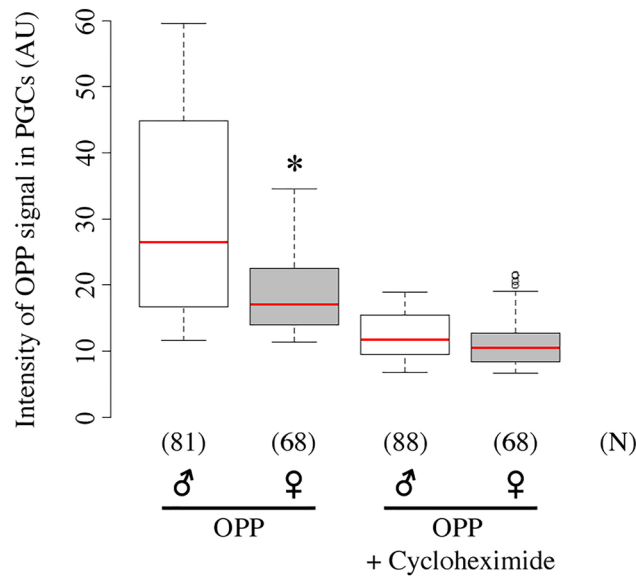 Intensity of OPP signal in PGCs (AU)
60
50
40
30
20
10
0
*
(81) (68) (88) (68) (N)
♂ ♀ ♂ ♀
OPP OPP
+ Cycloheximide